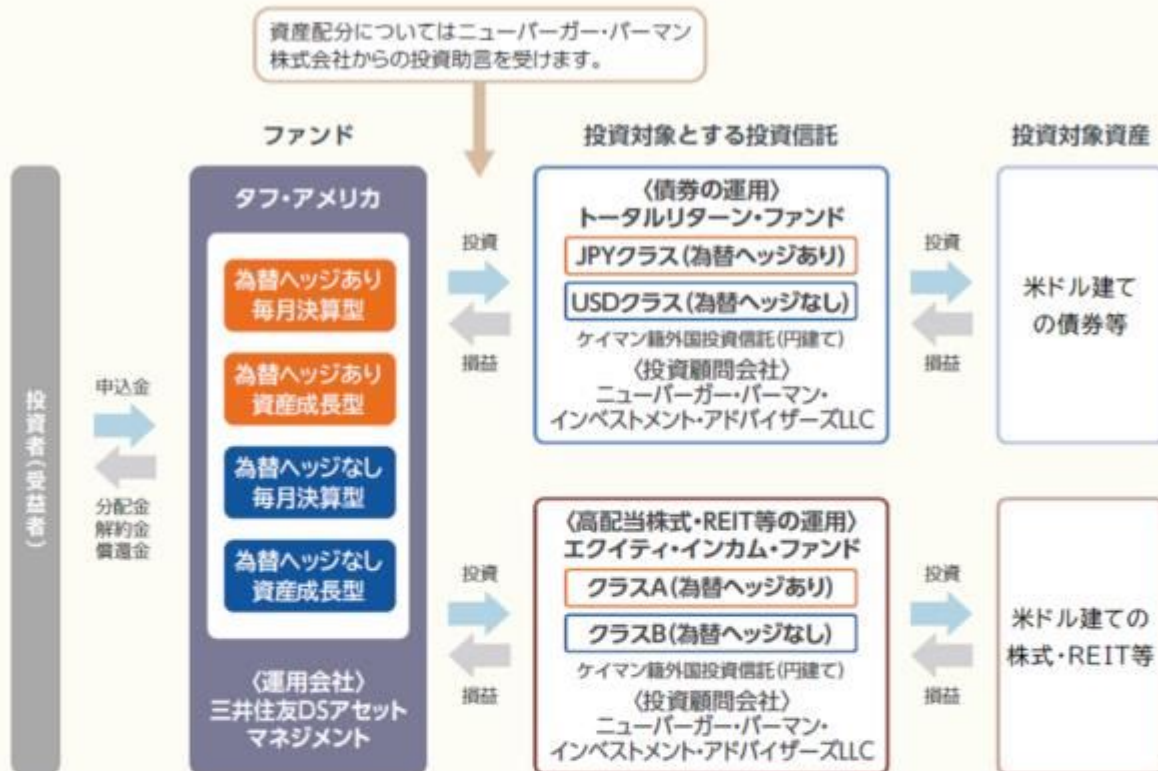 資産配分についてはニューバーガー・バーマン
株式会社からの投資助言を受けます。
ファンド
投資対象とする投資信託
投資対象資産
投資者(受益者)
申込金
分配金
解約金
償還金
タフ・アメリカ
為替ヘッジあり
毎月決算型
為替ヘッジあり
資産成長型
為替ヘッジなし
毎月決算型
為替ヘッジなし
資産成長型
〈運用会社〉
三井住友DSアセット
マネジメント
投資
損益
〈債券の運用〉
トータルリターン・ファンド
JPYクラス(為替ヘッジあり)
USDクラス(為替ヘッジなし)
ケイマン籍外国投資信託(円建て)
〈投資顧問会社〉
ニューバーガー・バーマン・
インベストメント・アドバイザーズLLC
投資
損益
米ドル建て
の債券等
投資
損益
〈高配当株式・REIT等の運用〉
エクイティ・インカム・ファンド
クラスA(為替ヘッジあり)
クラスB(為替ヘッジなし)
ケイマン籍外国投資信託(円建て)
〈投資顧問会社〉
ニューバーガー・バーマン・
インベストメント・アドバイザーズLLC
投資
損益
米ドル建ての
株式・REIT等